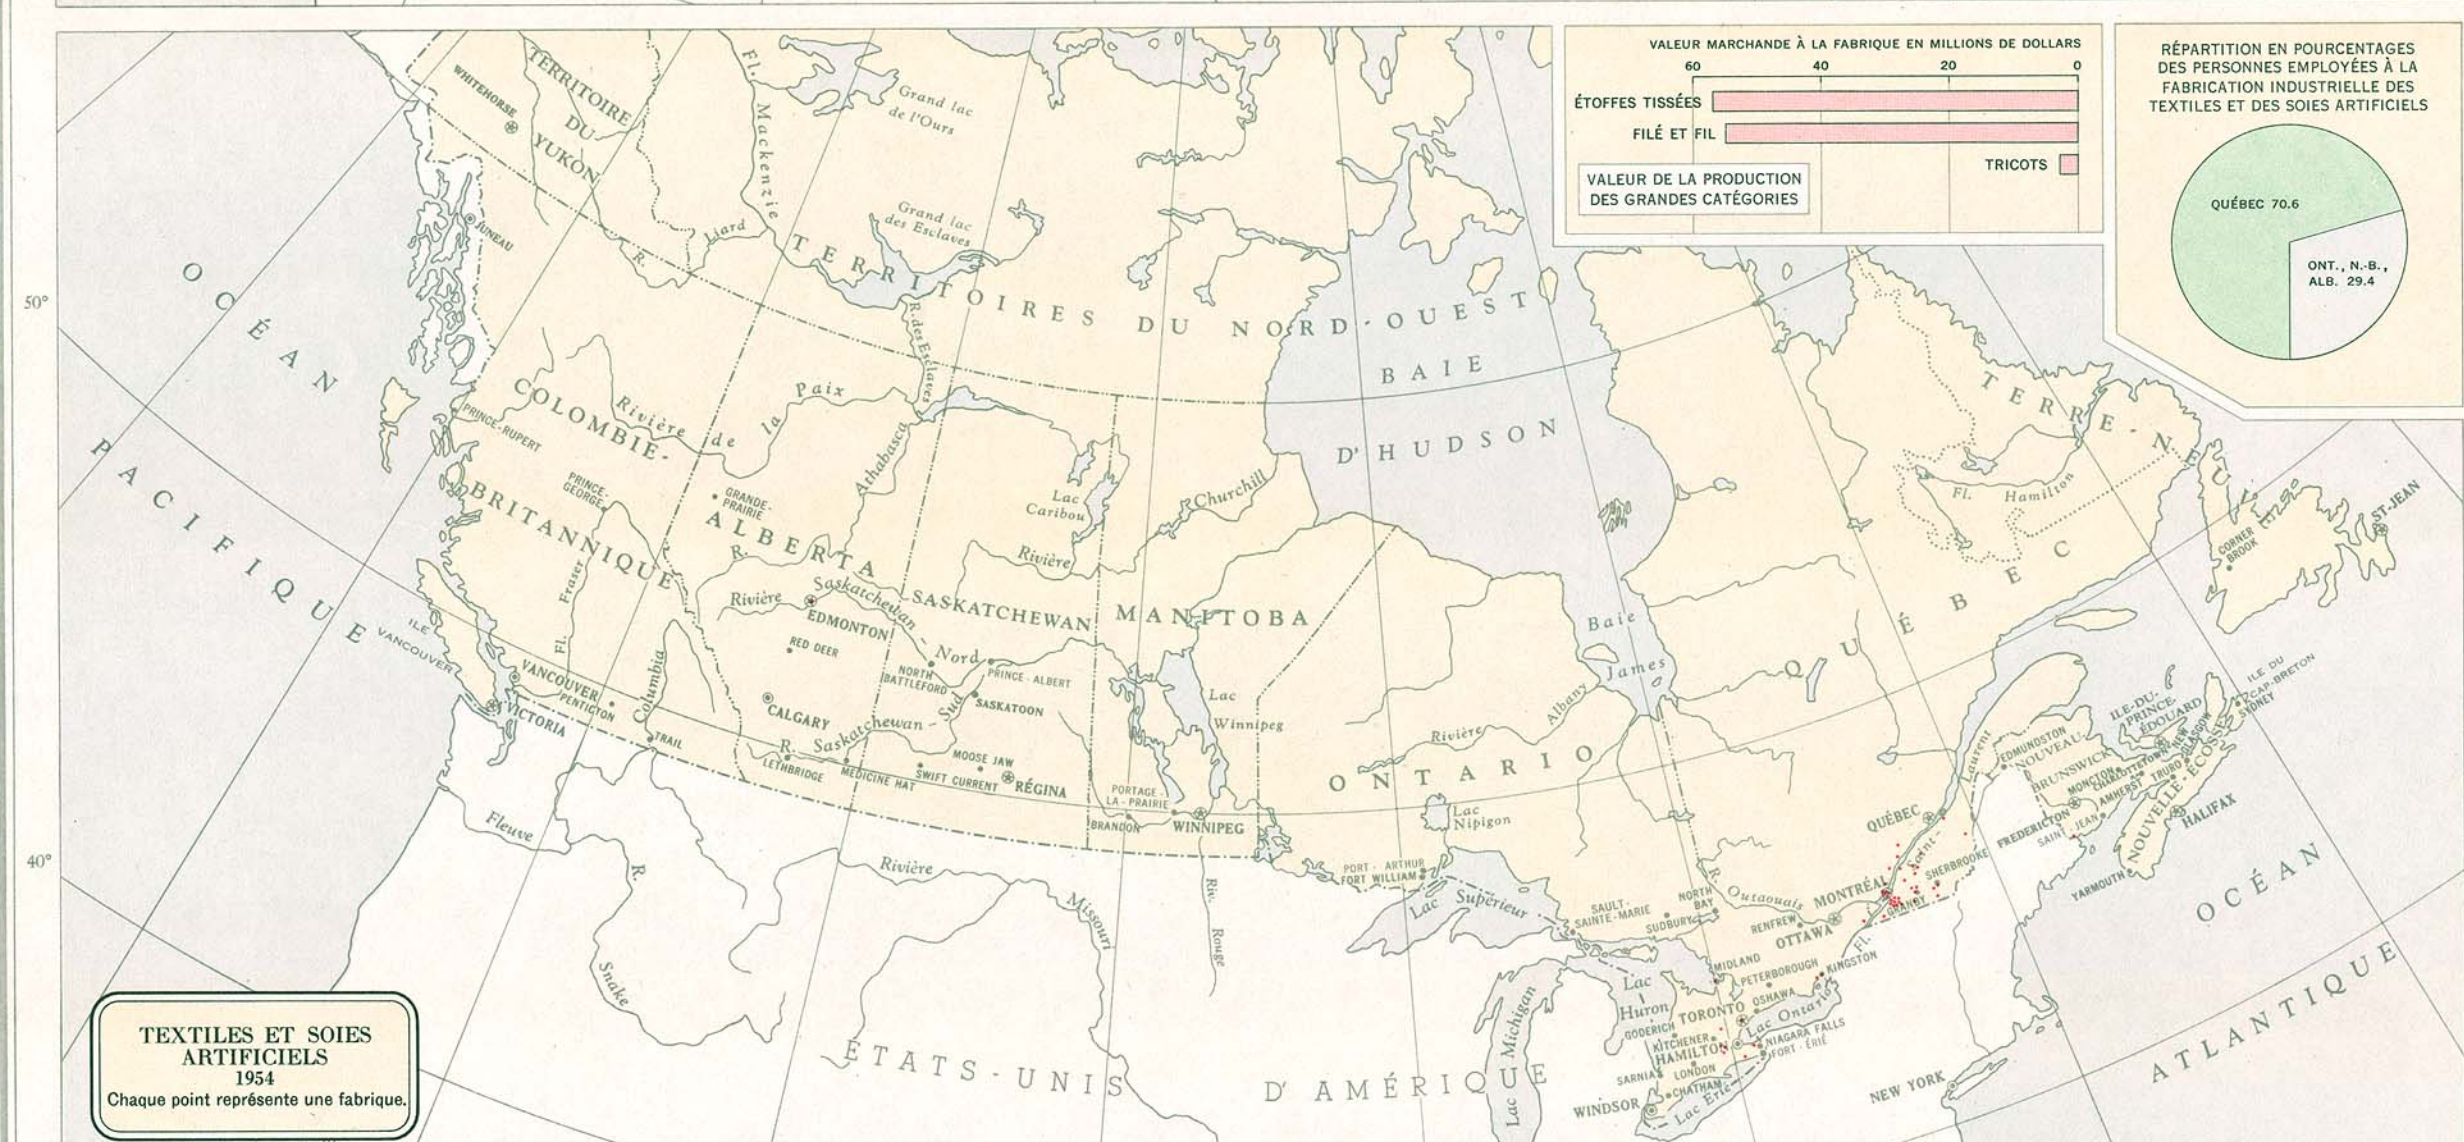 VALEUR MARCHANDE À LA FABRIQUE EN MILLIONS DE DOLLARS
60 40 20 0
ÉTOFFES TISSÉES
FILÉ ET FIL
TRICOTS
VALEUR DE LA PRODUCTION
DES GRANDES CATÉGORIES
RÉPARTITION EN POURCENTAGES
DES PERSONNES EMPLOYÉES À LA
FABRICATION INDUSTRIELLE DES
TEXTILES ET DES SOIES ARTIFICIELS
QUÉBEC 70.6
ONT., N.-B.,
ALB. 29.4
TERRITOIRE
DU
YUKON
WHITEHORSE
JUNEAU
Fl. Mackenzie
Grand lac
de l'Ours
Grand lac
des Esclaves
R. Liard
TERRITOIRES DU NORD-OUEST
R. des Esclaves
BAIE
D'HUDSON
OCÉAN
PACIFIQUE
50°
40°
COLOMBIE-
BRITANNIQUE
PRINCE-RUPERT
PRINCE-
GEORGE
Rivière de la Paix
GRANDE-
PRAIRIE
ALBERTA
R. Athabasca
Lac
Caribou
Rivière Churchill
Fl. Fraser
Columbia
ILE
VANCOUVER
VANCOUVER
PENTICTON
VICTORIA
TRAIL
Rivière Saskatchewan - Nord
EDMONTON
RED DEER
CALGARY
R. Saskatchewan - Sud
LETHBRIDGE
MEDICINE HAT
SASKATCHEWAN
NORTH
BATTLEFORD
PRINCE-ALBERT
SASKATOON
MOOSE JAW
SWIFT CURRENT
RÉGINA
MANITOBA
Lac
Winnipeg
PORTAGE-
LA-PRAIRIE
BRANDON
WINNIPEG
ONTARIO
Rivière Albany
Baie
James
Lac
Nipigon
PORT-ARTHUR
FORT WILLIAM
Lac Supérieur
SAULT-
SAINTE-MARIE
SUDBURY
NORTH
BAY
R. Outaouais
RENFREW
OTTAWA
MONTRÉAL
GRANBY
SHERBROOKE
QUÉBEC
Fl. Saint-Laurent
QUÉBEC
TERRE-N
Fl. Hamilton
CORNER
BROOK
ST-JEAN
ILE-DU-
PRINCE-
ÉDOUARD
ILE DU
CAP-BRETON
SYDNEY
EDMUNDSTON
NOUVEAU-
BRUNSWICK
MONCTON
CHARLOTTETOWN
NEW
GLASGOW
AMHERST
TRURO
FREDERICTON
SAINT-JEAN
NOUVELLE-ÉCOSSE
HALIFAX
YARMOUTH
OCÉAN
ATLANTIQUE
MIDLAND
PETERBOROUGH
KINGSTON
Lac
Huron
TORONTO
OSHAWA
Lac Ontario
GODERICH
KITCHENER
HAMILTON
NIAGARA FALLS
FORT-ÉRIÉ
SARNIA
LONDON
CHATHAM
WINDSOR
Lac Érié
Lac Michigan
NEW YORK
Fleuve
R. Snake
Rivière Missouri
Riv. Rouge
ÉTATS-UNIS D'AMÉRIQUE
TEXTILES ET SOIES
ARTIFICIELS
1954
Chaque point représente une fabrique.